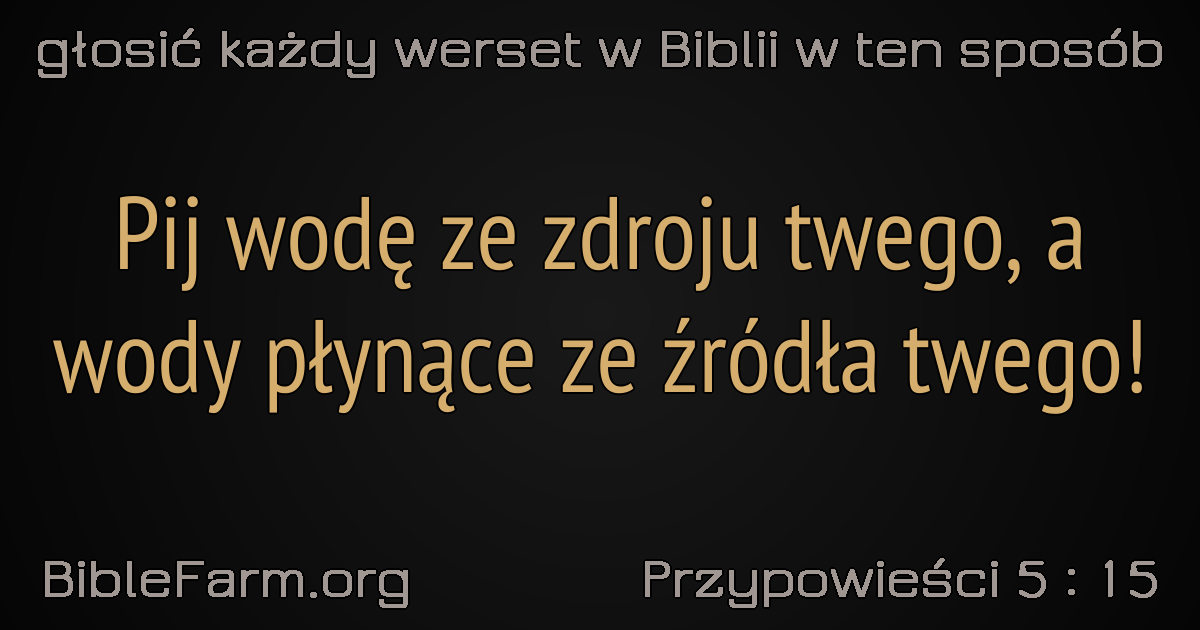 głosić każdy werset w Biblii w ten sposób
Pij wodę ze zdroju twego, a
wody płynące ze źródła twego!
BibleFarm.org
Przypowieści 5 : 15